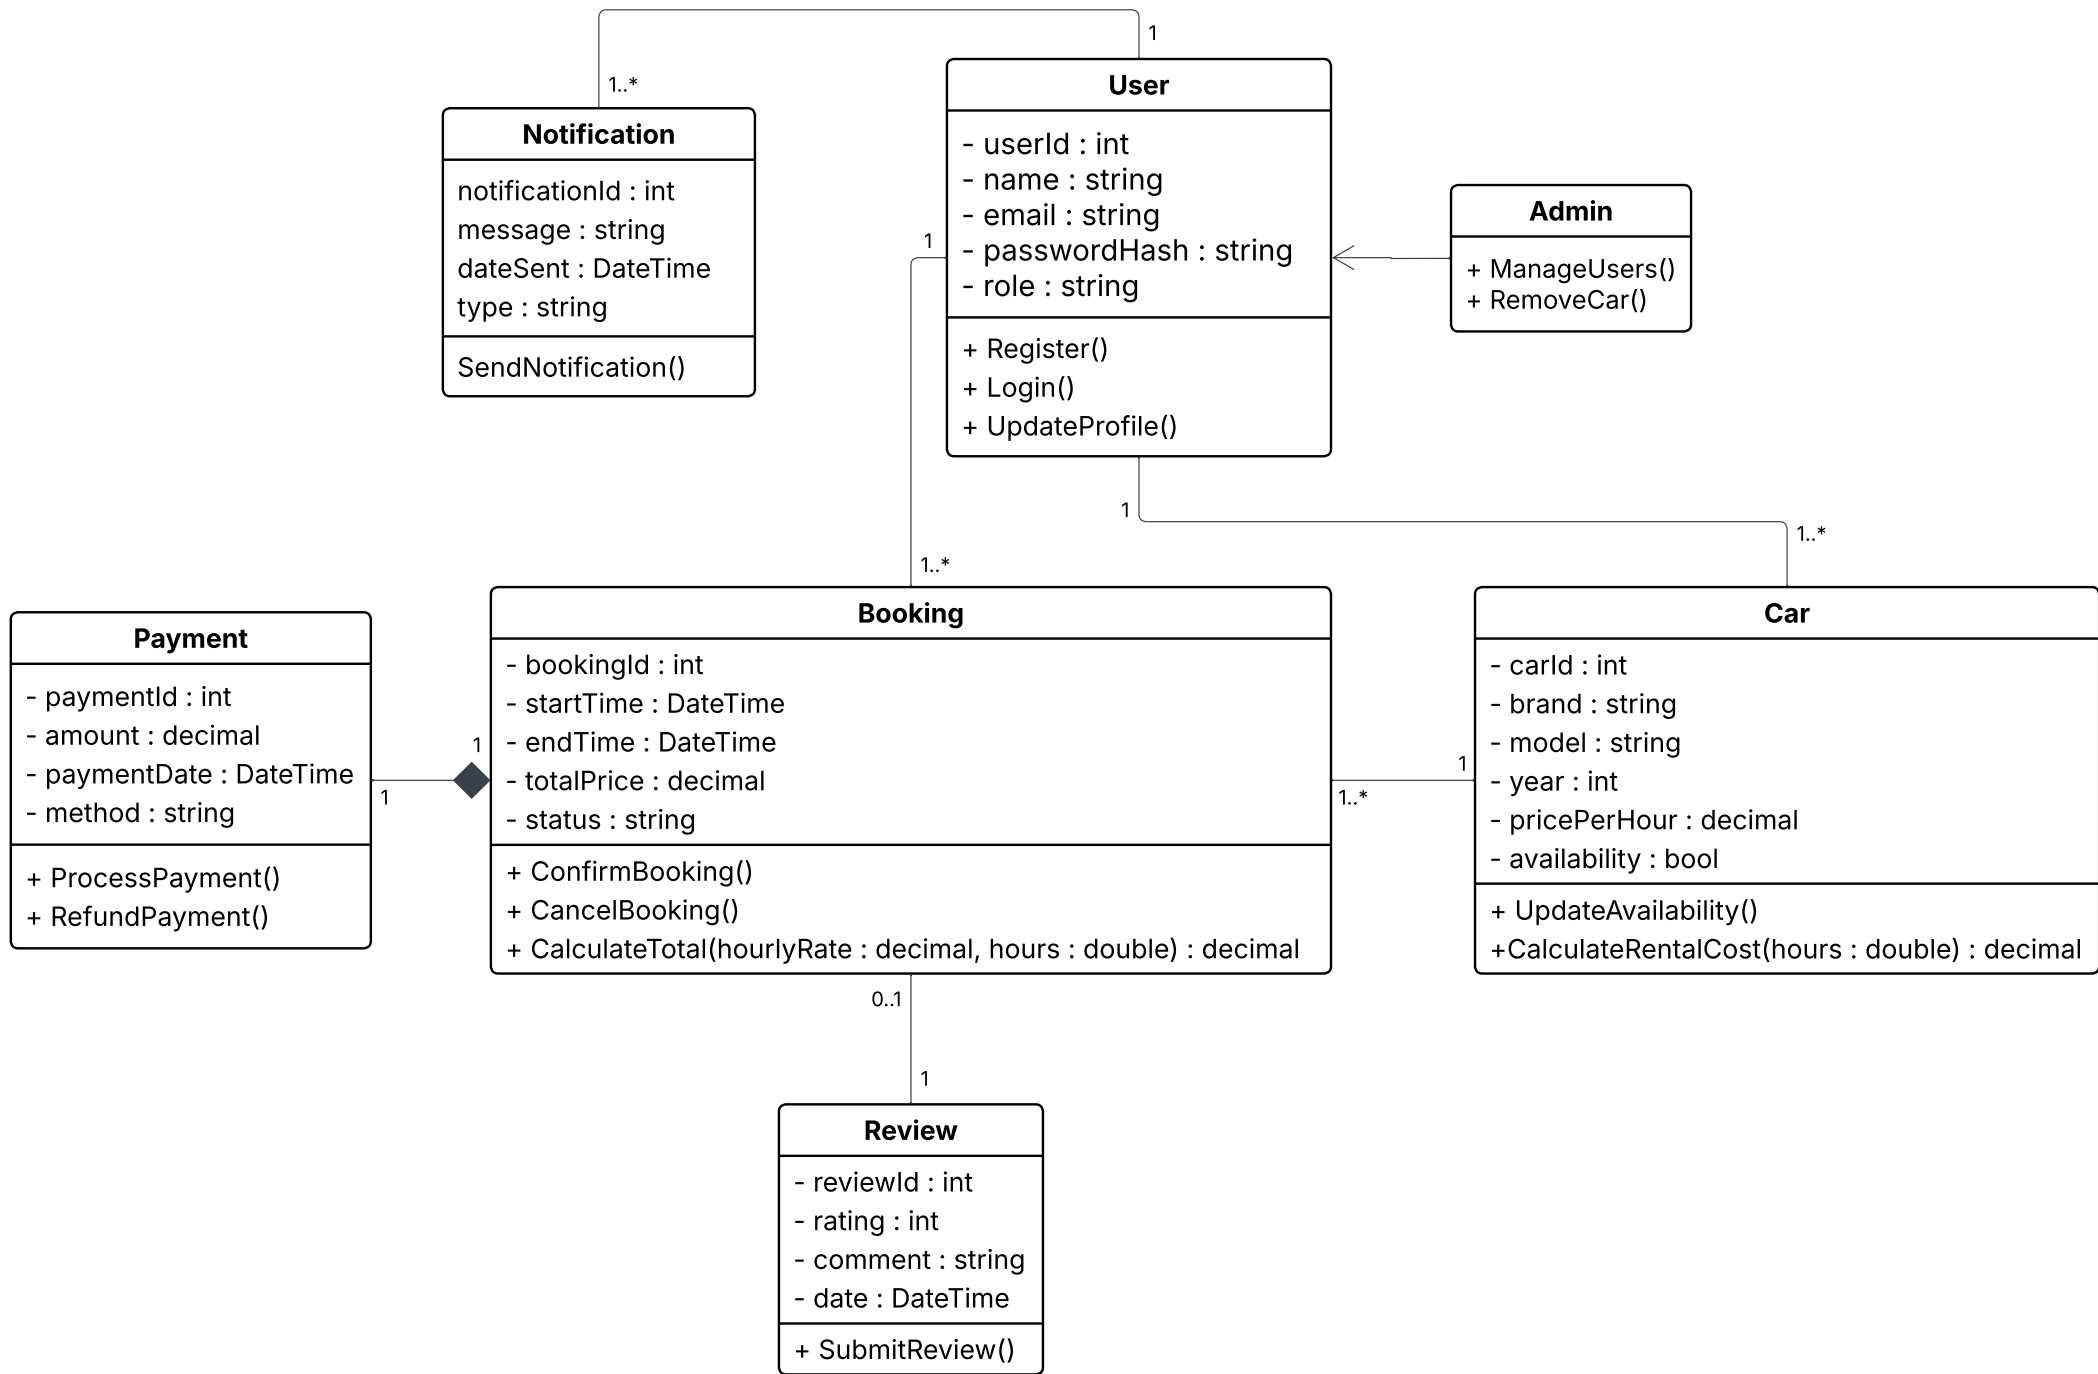 1
1..*
User
- userId : int
- name : string
- email : string
- passwordHash : string
- role : string
+ Register()
+ Login()
+ UpdateProfile()
Notification
notificationId : int
message : string
dateSent : DateTime
type : string
SendNotification()
Admin
+ ManageUsers()
+ RemoveCar()
1
1
1..*
1..*
Payment
- paymentId : int
- amount : decimal
- paymentDate : DateTime
- method : string
+ ProcessPayment()
+ RefundPayment()
1
1
Booking
- bookingId : int
- startTime : DateTime
- endTime : DateTime
- totalPrice : decimal
- status : string
+ ConfirmBooking()
+ CancelBooking()
+ CalculateTotal(hourlyRate : decimal, hours : double) : decimal
1
1..*
Car
- carId : int
- brand : string
- model : string
- year : int
- pricePerHour : decimal
- availability : bool
+ UpdateAvailability()
+CalculateRentalCost(hours : double) : decimal
0..1
1
Review
- reviewId : int
- rating : int
- comment : string
- date : DateTime
+ SubmitReview()